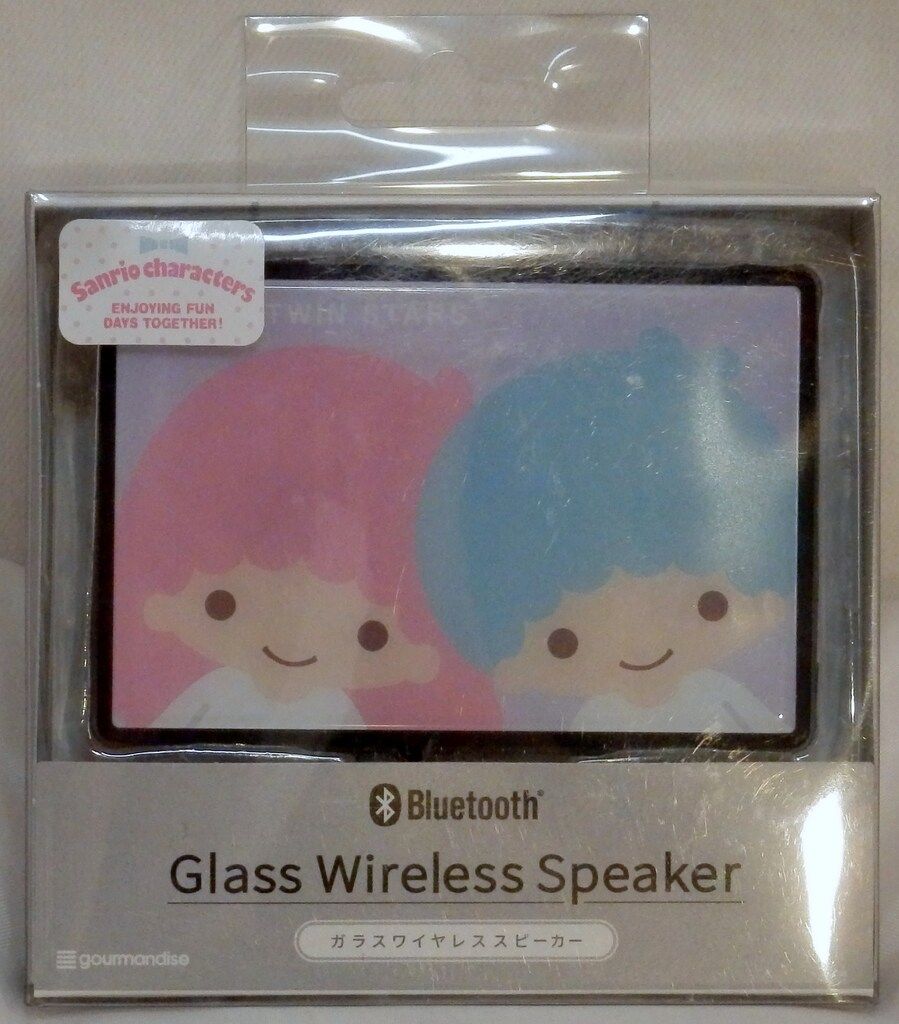 Sanrio characters
ENJOYING FUN
DAYS TOGETHER!
TWIN STARS
Bluetooth®
Glass Wireless Speaker
ガラスワイヤレススピーカー
gourmandise